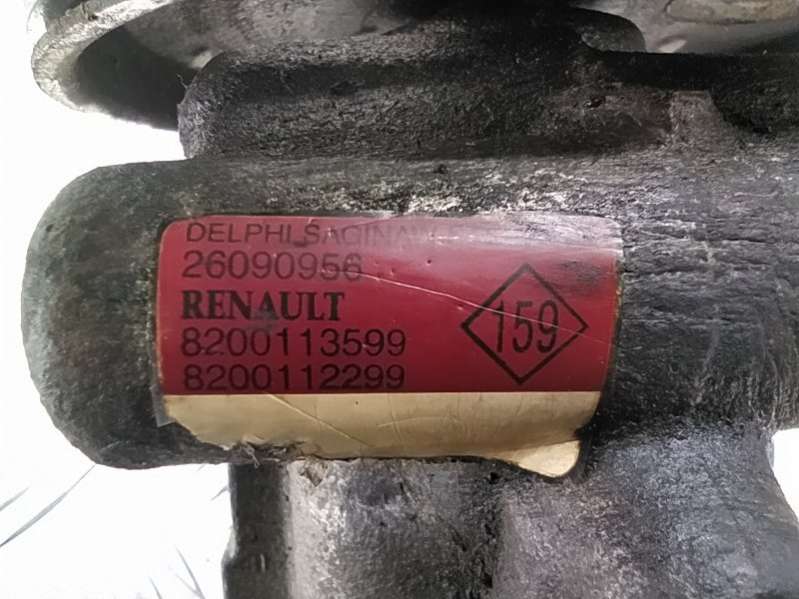 DELPHI SAGINAW
26090956
RENAULT
8200113599
8200112299
159